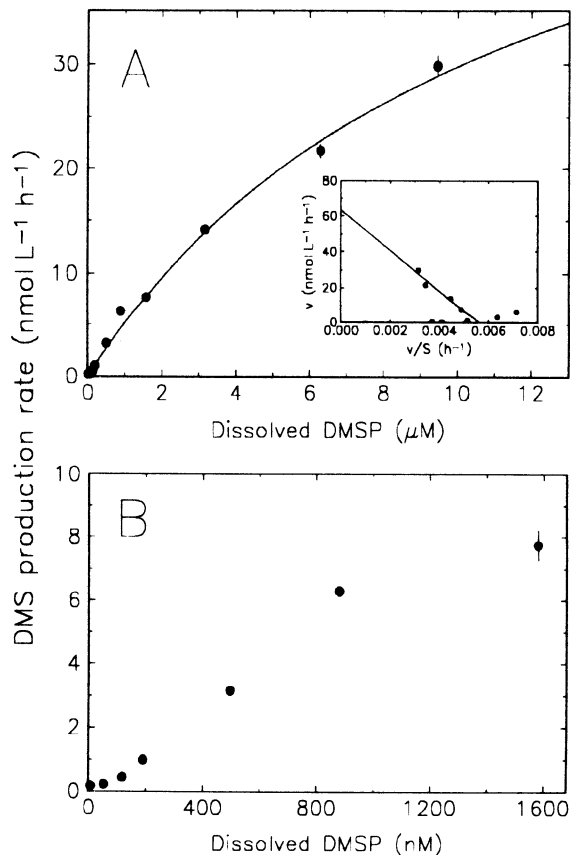 A
DMS production rate (nmol L⁻¹ h⁻¹)
30
20
10
0
0 2 4 6 8 10 12
Dissolved DMSP (μM)
v (nmol L⁻¹ h⁻¹)
80
60
40
20
0
0.000 0.002 0.004 0.006 0.008
v/S (h⁻¹)
B
10
8
6
4
2
0
0 400 800 1200 1600
Dissolved DMSP (nM)